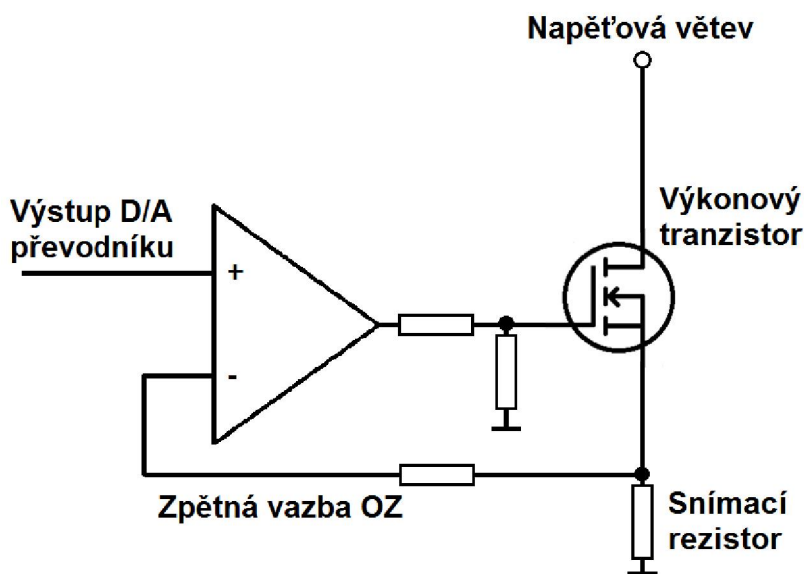 Napěťová větev
Výstup D/A
převodníku
Výkonový
tranzistor
+
-
Zpětná vazba OZ
Snímací
rezistor